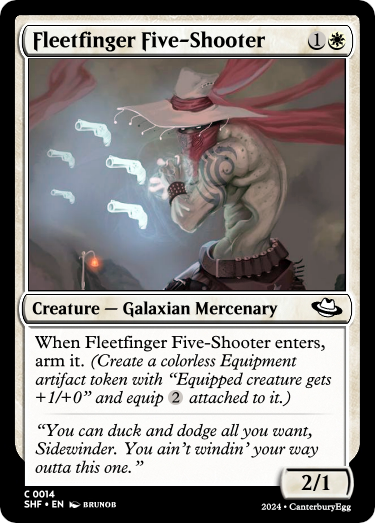 Fleetfinger Five-Shooter 1
Creature — Galaxian Mercenary
When Fleetfinger Five-Shooter enters,
arm it. (Create a colorless Equipment
artifact token with “Equipped creature gets
+1/+0” and equip 2 attached to it.)
“You can duck and dodge all you want,
Sidewinder. You ain't windin' your way
outta this one.”
2/1
C 0014
SHF • EN BRUNOB
2024 • CanterburyEgg